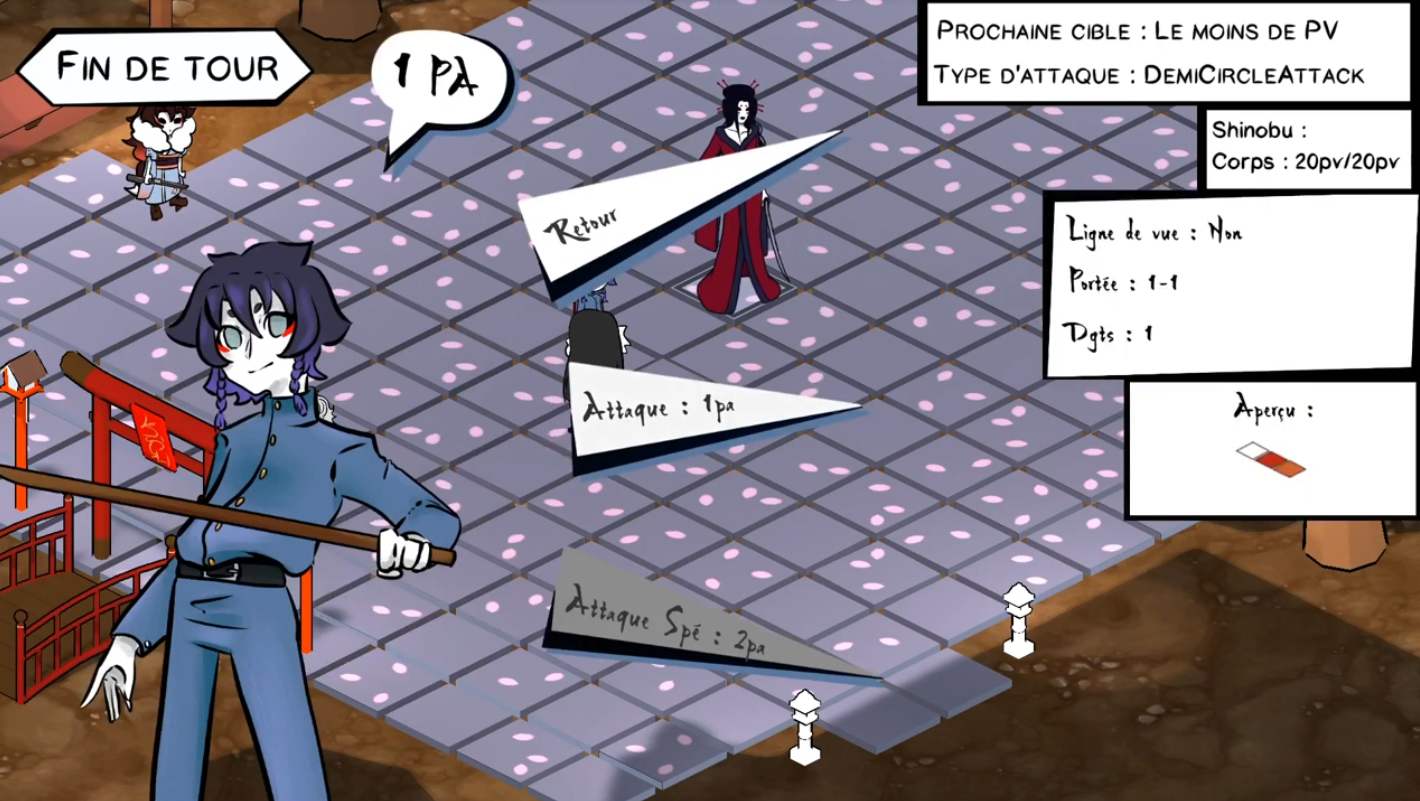 FIN DE TOUR
1 PA
PROCHAINE CIBLE : LE MOINS DE PV
TYPE D'ATTAQUE : DEMICIRCLEATTACK
Shinobu :
Corps : 20pv/20pv
Retour
Ligne de vue : Non
Portée : 1-1
Dgts : 1
Attaque : 1pa
Aperçu :
Attaque Spé : 2pa